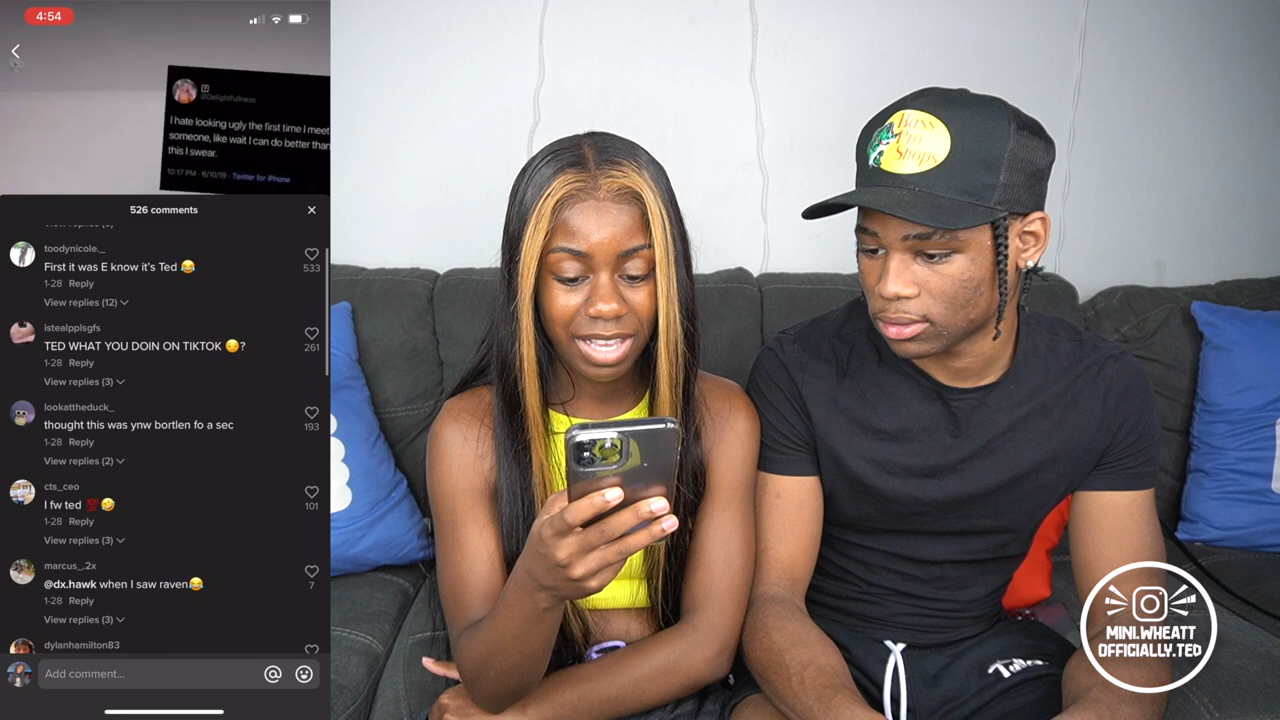 4:54
@Delightfullness
I hate looking ugly the first time I meet
someone, like wait I can do better than
this I swear.
10:17 PM · 6/10/19 · Twitter for iPhone
526 comments
toodynicole._
First it was E know it's Ted 😂
533
1-28 Reply
View replies (12)
istealpplsgfs
TED WHAT YOU DOIN ON TIKTOK 😏?
261
1-28 Reply
View replies (3)
lookattheduck_
thought this was ynw bortlen fo a sec
193
1-28 Reply
View replies (2)
cts_ceo
I fw ted 💯🤣
101
1-28 Reply
View replies (3)
marcus_.2x
@dx.hawk when I saw raven😂
7
1-28 Reply
View replies (3)
dylanhamilton83
Add comment...
Bass
Pro
Shops
MINI.WHEATT
OFFICIALLY.TED